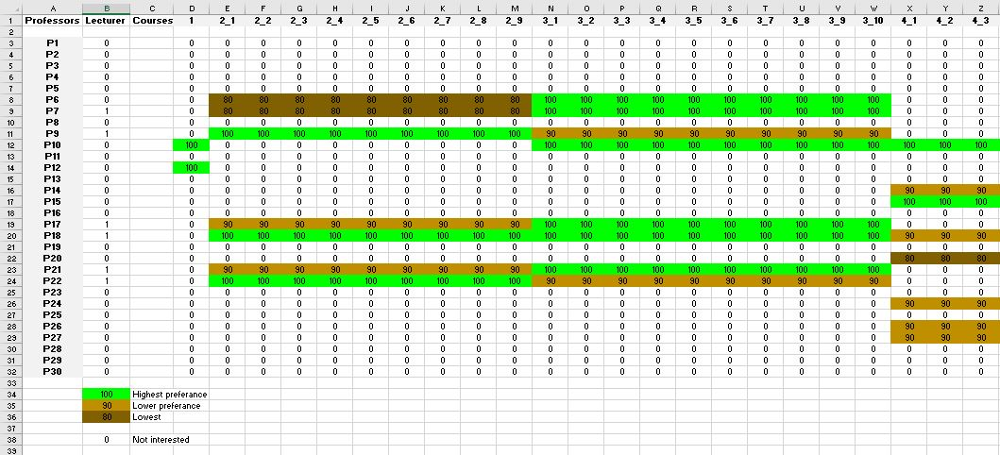 A B C D E F G H I J K L M N O P Q R S T U V W X Y Z
1 Professors Lecturer Courses 1 2_1 2_2 2_3 2_4 2_5 2_6 2_7 2_8 2_9 3_1 3_2 3_3 3_4 3_5 3_6 3_7 3_8 3_9 3_10 4_1 4_2 4_3
2
3 P1 0 0 0 0 0 0 0 0 0 0 0 0 0 0 0 0 0 0 0 0 0 0 0 0
4 P2 0 0 0 0 0 0 0 0 0 0 0 0 0 0 0 0 0 0 0 0 0 0 0 0
5 P3 0 0 0 0 0 0 0 0 0 0 0 0 0 0 0 0 0 0 0 0 0 0 0 0
6 P4 0 0 0 0 0 0 0 0 0 0 0 0 0 0 0 0 0 0 0 0 0 0 0 0
7 P5 0 0 0 0 0 0 0 0 0 0 0 0 0 0 0 0 0 0 0 0 0 0 0 0
8 P6 0 0 80 80 80 80 80 80 80 80 80 100 100 100 100 100 100 100 100 100 100 0 0 0
9 P7 1 0 80 80 80 80 80 80 80 80 80 100 100 100 100 100 100 100 100 100 100 0 0 0
10 P8 0 0 0 0 0 0 0 0 0 0 0 0 0 0 0 0 0 0 0 0 0 0 0 0
11 P9 1 0 100 100 100 100 100 100 100 100 100 90 90 90 90 90 90 90 90 90 90 0 0 0
12 P10 0 100 0 0 0 0 0 0 0 0 0 100 100 100 100 100 100 100 100 100 100 100 100 100
13 P11 0 0 0 0 0 0 0 0 0 0 0 0 0 0 0 0 0 0 0 0 0 0 0 0
14 P12 0 100 0 0 0 0 0 0 0 0 0 0 0 0 0 0 0 0 0 0 0 0 0 0
15 P13 0 0 0 0 0 0 0 0 0 0 0 0 0 0 0 0 0 0 0 0 0 0 0 0
16 P14 0 0 0 0 0 0 0 0 0 0 0 0 0 0 0 0 0 0 0 0 0 90 90 90
17 P15 0 0 0 0 0 0 0 0 0 0 0 0 0 0 0 0 0 0 0 0 0 100 100 100
18 P16 0 0 0 0 0 0 0 0 0 0 0 0 0 0 0 0 0 0 0 0 0 0 0 0
19 P17 1 0 90 90 90 90 90 90 90 90 90 100 100 100 100 100 100 100 100 100 100 0 0 0
20 P18 1 0 100 100 100 100 100 100 100 100 100 100 100 100 100 100 100 100 100 100 100 90 90 90
21 P19 0 0 0 0 0 0 0 0 0 0 0 0 0 0 0 0 0 0 0 0 0 0 0 0
22 P20 0 0 0 0 0 0 0 0 0 0 0 0 0 0 0 0 0 0 0 0 0 80 80 80
23 P21 1 0 90 90 90 90 90 90 90 90 90 100 100 100 100 100 100 100 100 100 100 0 0 0
24 P22 1 0 100 100 100 100 100 100 100 100 100 90 90 90 90 90 90 90 90 90 90 0 0 0
25 P23 0 0 0 0 0 0 0 0 0 0 0 0 0 0 0 0 0 0 0 0 0 0 0 0
26 P24 0 0 0 0 0 0 0 0 0 0 0 0 0 0 0 0 0 0 0 0 0 90 90 90
27 P25 0 0 0 0 0 0 0 0 0 0 0 0 0 0 0 0 0 0 0 0 0 0 0 0
28 P26 0 0 0 0 0 0 0 0 0 0 0 0 0 0 0 0 0 0 0 0 0 90 90 90
29 P27 0 0 0 0 0 0 0 0 0 0 0 0 0 0 0 0 0 0 0 0 0 90 90 90
30 P28 0 0 0 0 0 0 0 0 0 0 0 0 0 0 0 0 0 0 0 0 0 0 0 0
31 P29 0 0 0 0 0 0 0 0 0 0 0 0 0 0 0 0 0 0 0 0 0 0 0 0
32 P30 0 0 0 0 0 0 0 0 0 0 0 0 0 0 0 0 0 0 0 0 0 0 0 0
33
34 100 Highest preferance
35 90 Lower preferance
36 80 Lowest
37
38 0 Not interested
39